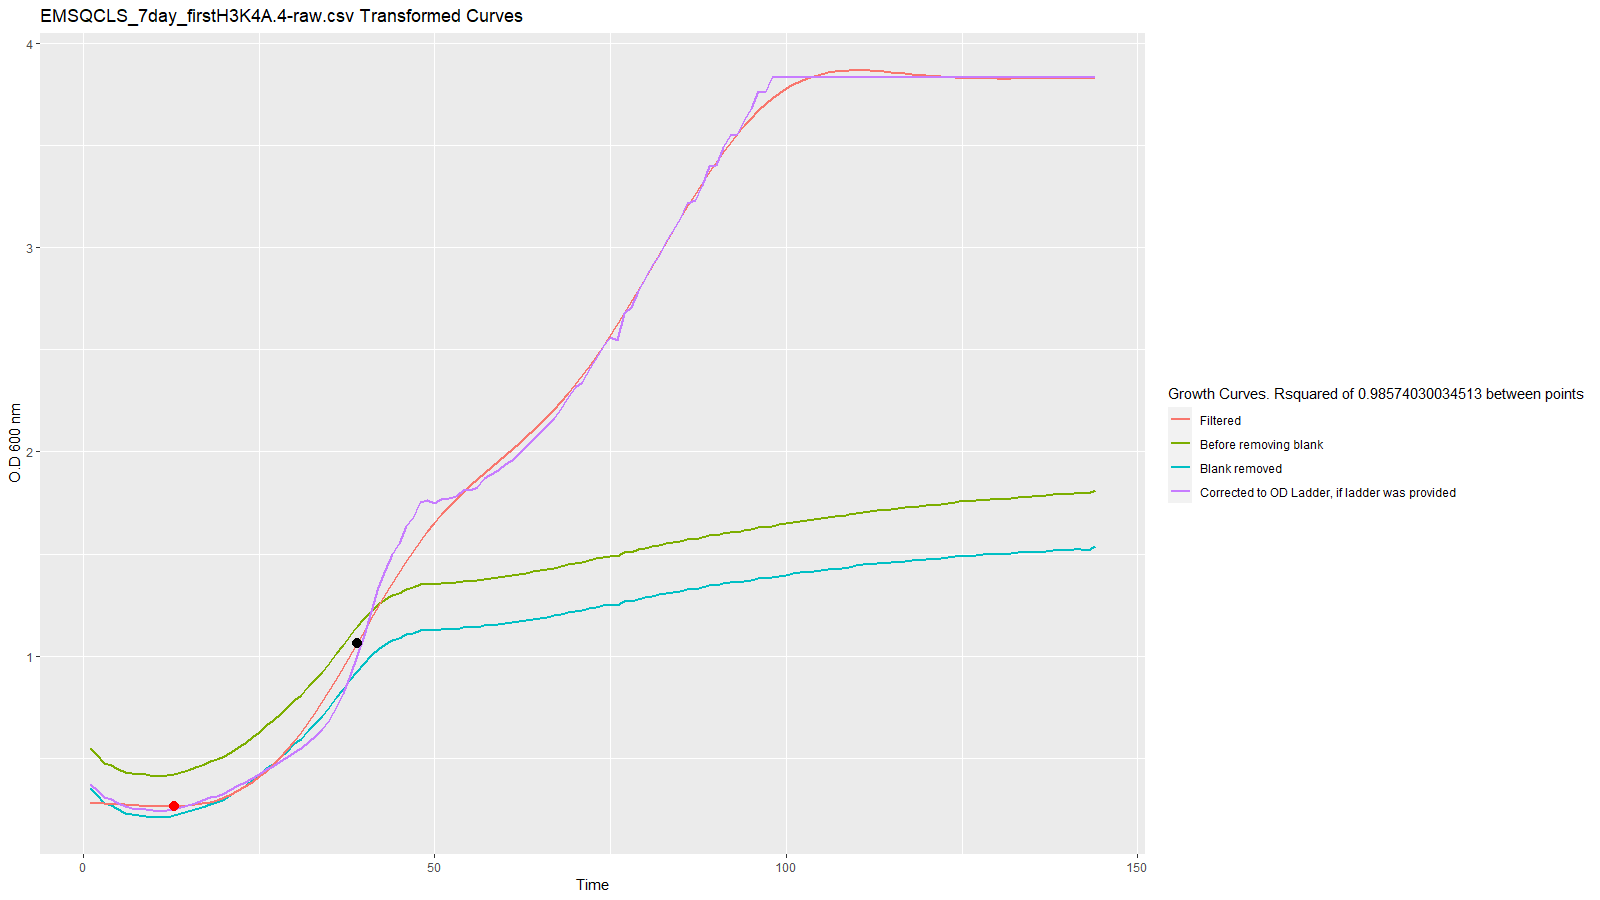 EMSQCLS_7day_firstH3K4A.4-raw.csv Transformed Curves
4
3
2
1
O.D 600 nm
0
50
100
150
Time
Growth Curves. Rsquared of 0.98574030034513 between points
Filtered
Before removing blank
Blank removed
Corrected to OD Ladder, if ladder was provided